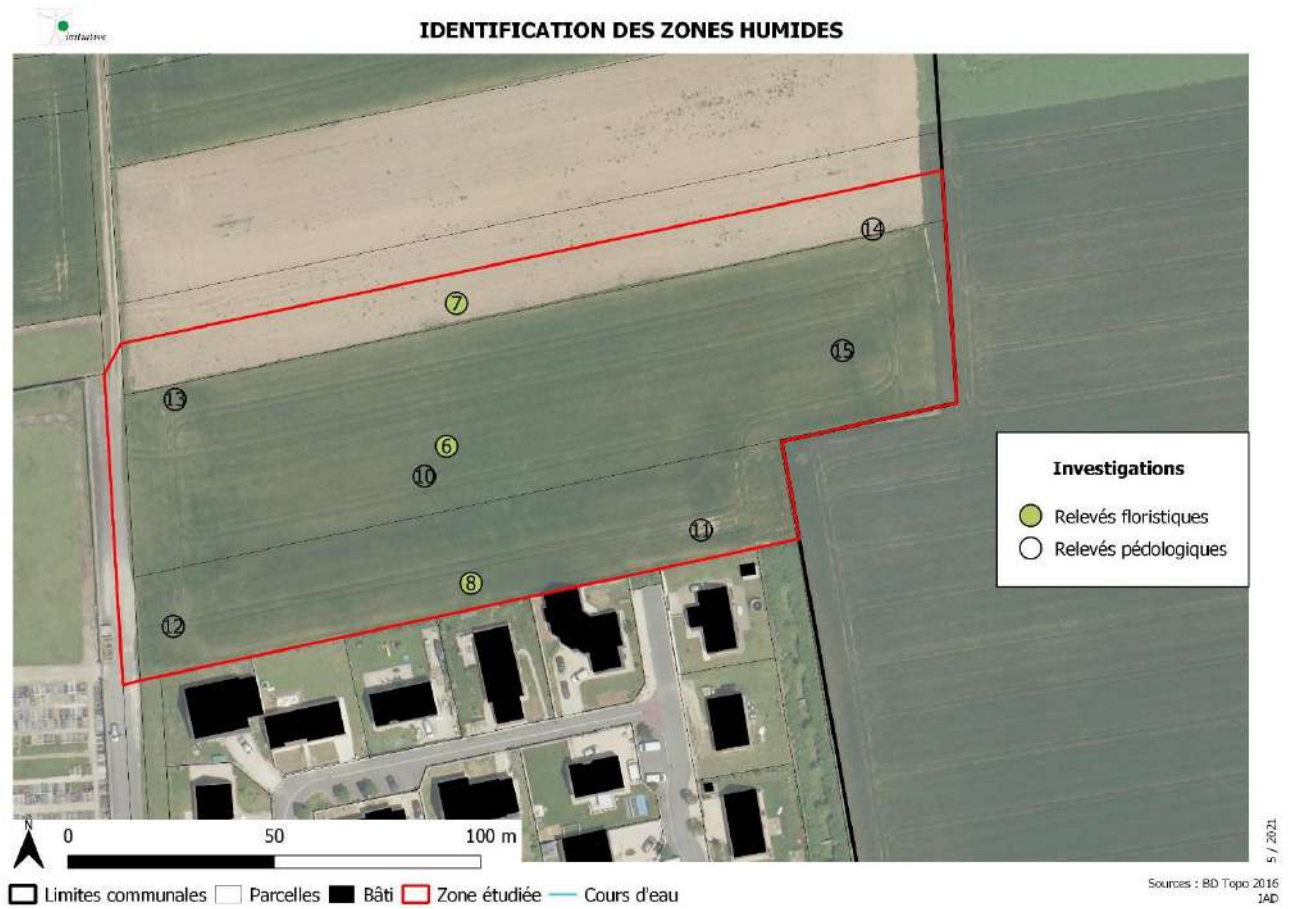 initiative
IDENTIFICATION DES ZONES HUMIDES
14
7
15
13
6
10
11
8
12
Investigations
Relevés floristiques
Relevés pédologiques
N
0 50 100 m
5 / 2021
Limites communales Parcelles Bâti Zone étudiée Cours d'eau
Sources : BD Topo 2016
IAD